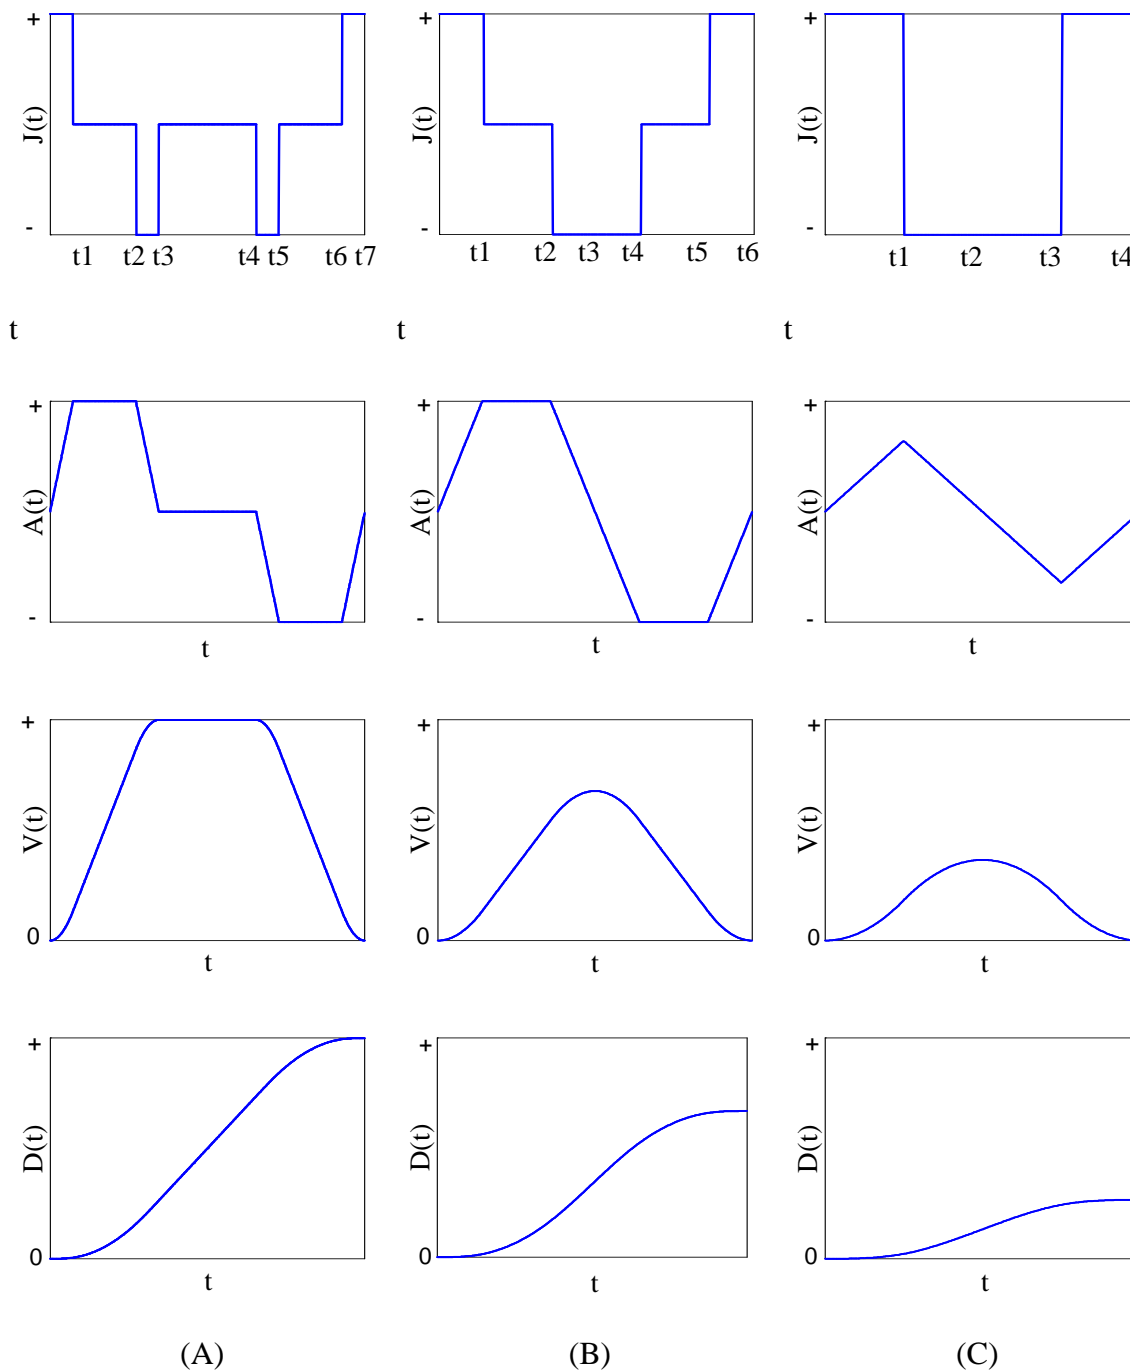 + + +
J(t) J(t) J(t)
- - -
t1 t2 t3 t4 t5 t6 t7 t1 t2 t3 t4 t5 t6 t1 t2 t3 t4
t t t
+ + +
A(t) A(t) A(t)
- - -
t t t
+ + +
V(t) V(t) V(t)
0 0 0
t t t
+ + +
D(t) D(t) D(t)
0 0 0
t t t
(A) (B) (C)